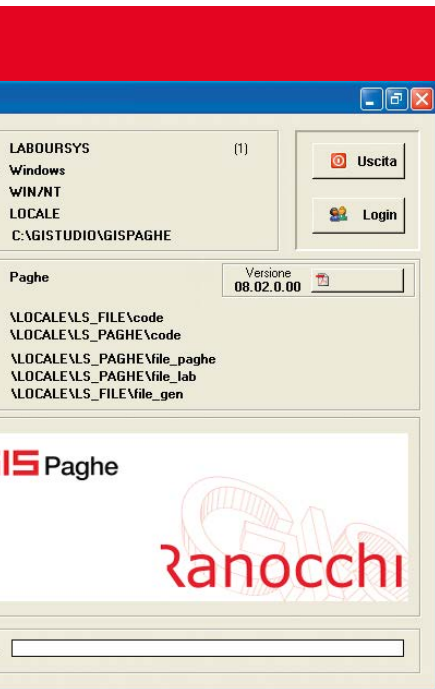 LABOURSYS (1)
Windows
WIN/NT
LOCALE
C:\GISTUDIO\GISPAGHE
Uscita
Login
Paghe
Versione
08.02.0.00
\LOCALE\LS_FILE\code
\LOCALE\LS_PAGHE\code
\LOCALE\LS_PAGHE\file_paghe
\LOCALE\LS_PAGHE\file_lab
\LOCALE\LS_FILE\file_gen
GIS Paghe
Ranocchi